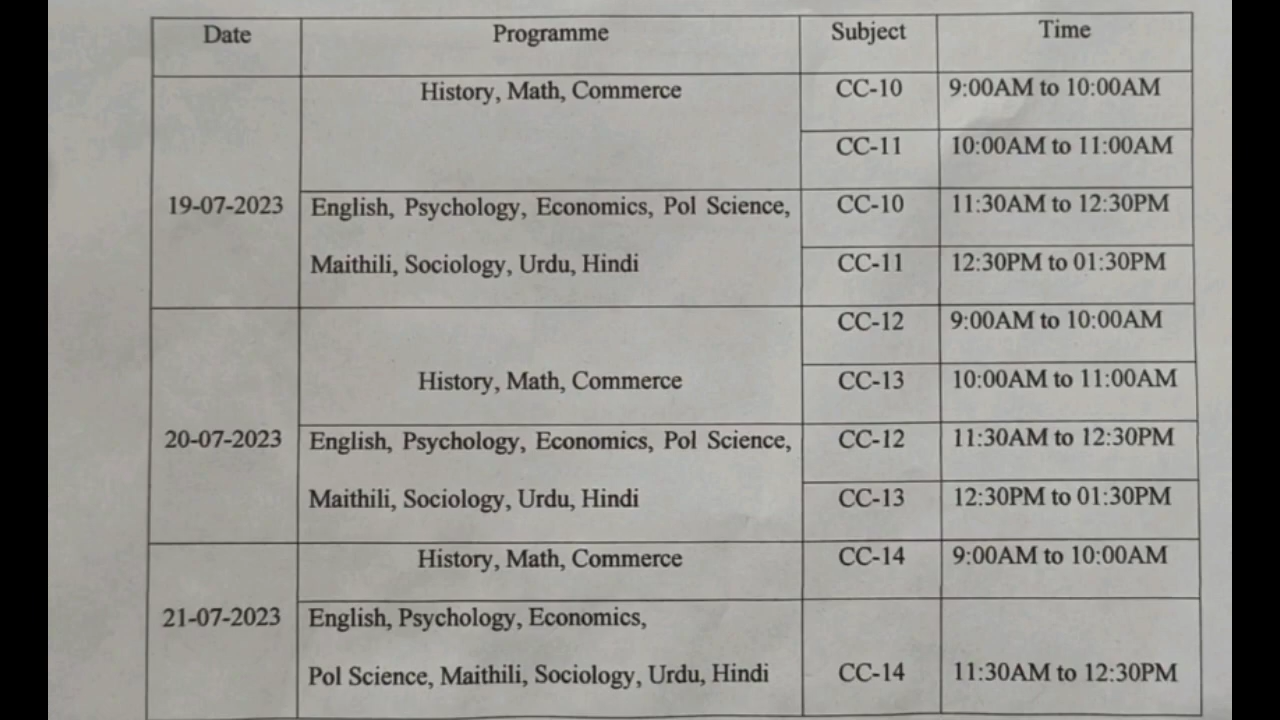 Date Programme Subject Time
History, Math, Commerce CC-10 9:00AM to 10:00AM
CC-11 10:00AM to 11:00AM
19-07-2023 English, Psychology, Economics, Pol Science, CC-10 11:30AM to 12:30PM
Maithili, Sociology, Urdu, Hindi CC-11 12:30PM to 01:30PM
CC-12 9:00AM to 10:00AM
History, Math, Commerce CC-13 10:00AM to 11:00AM
20-07-2023 English, Psychology, Economics, Pol Science, CC-12 11:30AM to 12:30PM
Maithili, Sociology, Urdu, Hindi CC-13 12:30PM to 01:30PM
History, Math, Commerce CC-14 9:00AM to 10:00AM
21-07-2023 English, Psychology, Economics,
Pol Science, Maithili, Sociology, Urdu, Hindi CC-14 11:30AM to 12:30PM